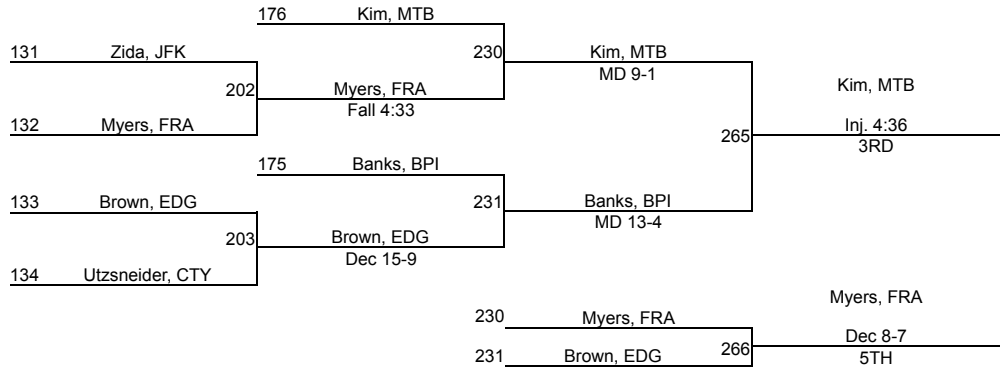 176 Kim, MTB
131 Zida, JFK
230 Kim, MTB
MD 9-1
Kim, MTB
202 Myers, FRA
Fall 4:33
132 Myers, FRA
265 Inj. 4:36
3RD
175 Banks, BPI
133 Brown, EDG
231 Banks, BPI
MD 13-4
203 Brown, EDG
Dec 15-9
134 Utzsneider, CTY
Myers, FRA
230 Myers, FRA
Dec 8-7
231 Brown, EDG
266 5TH